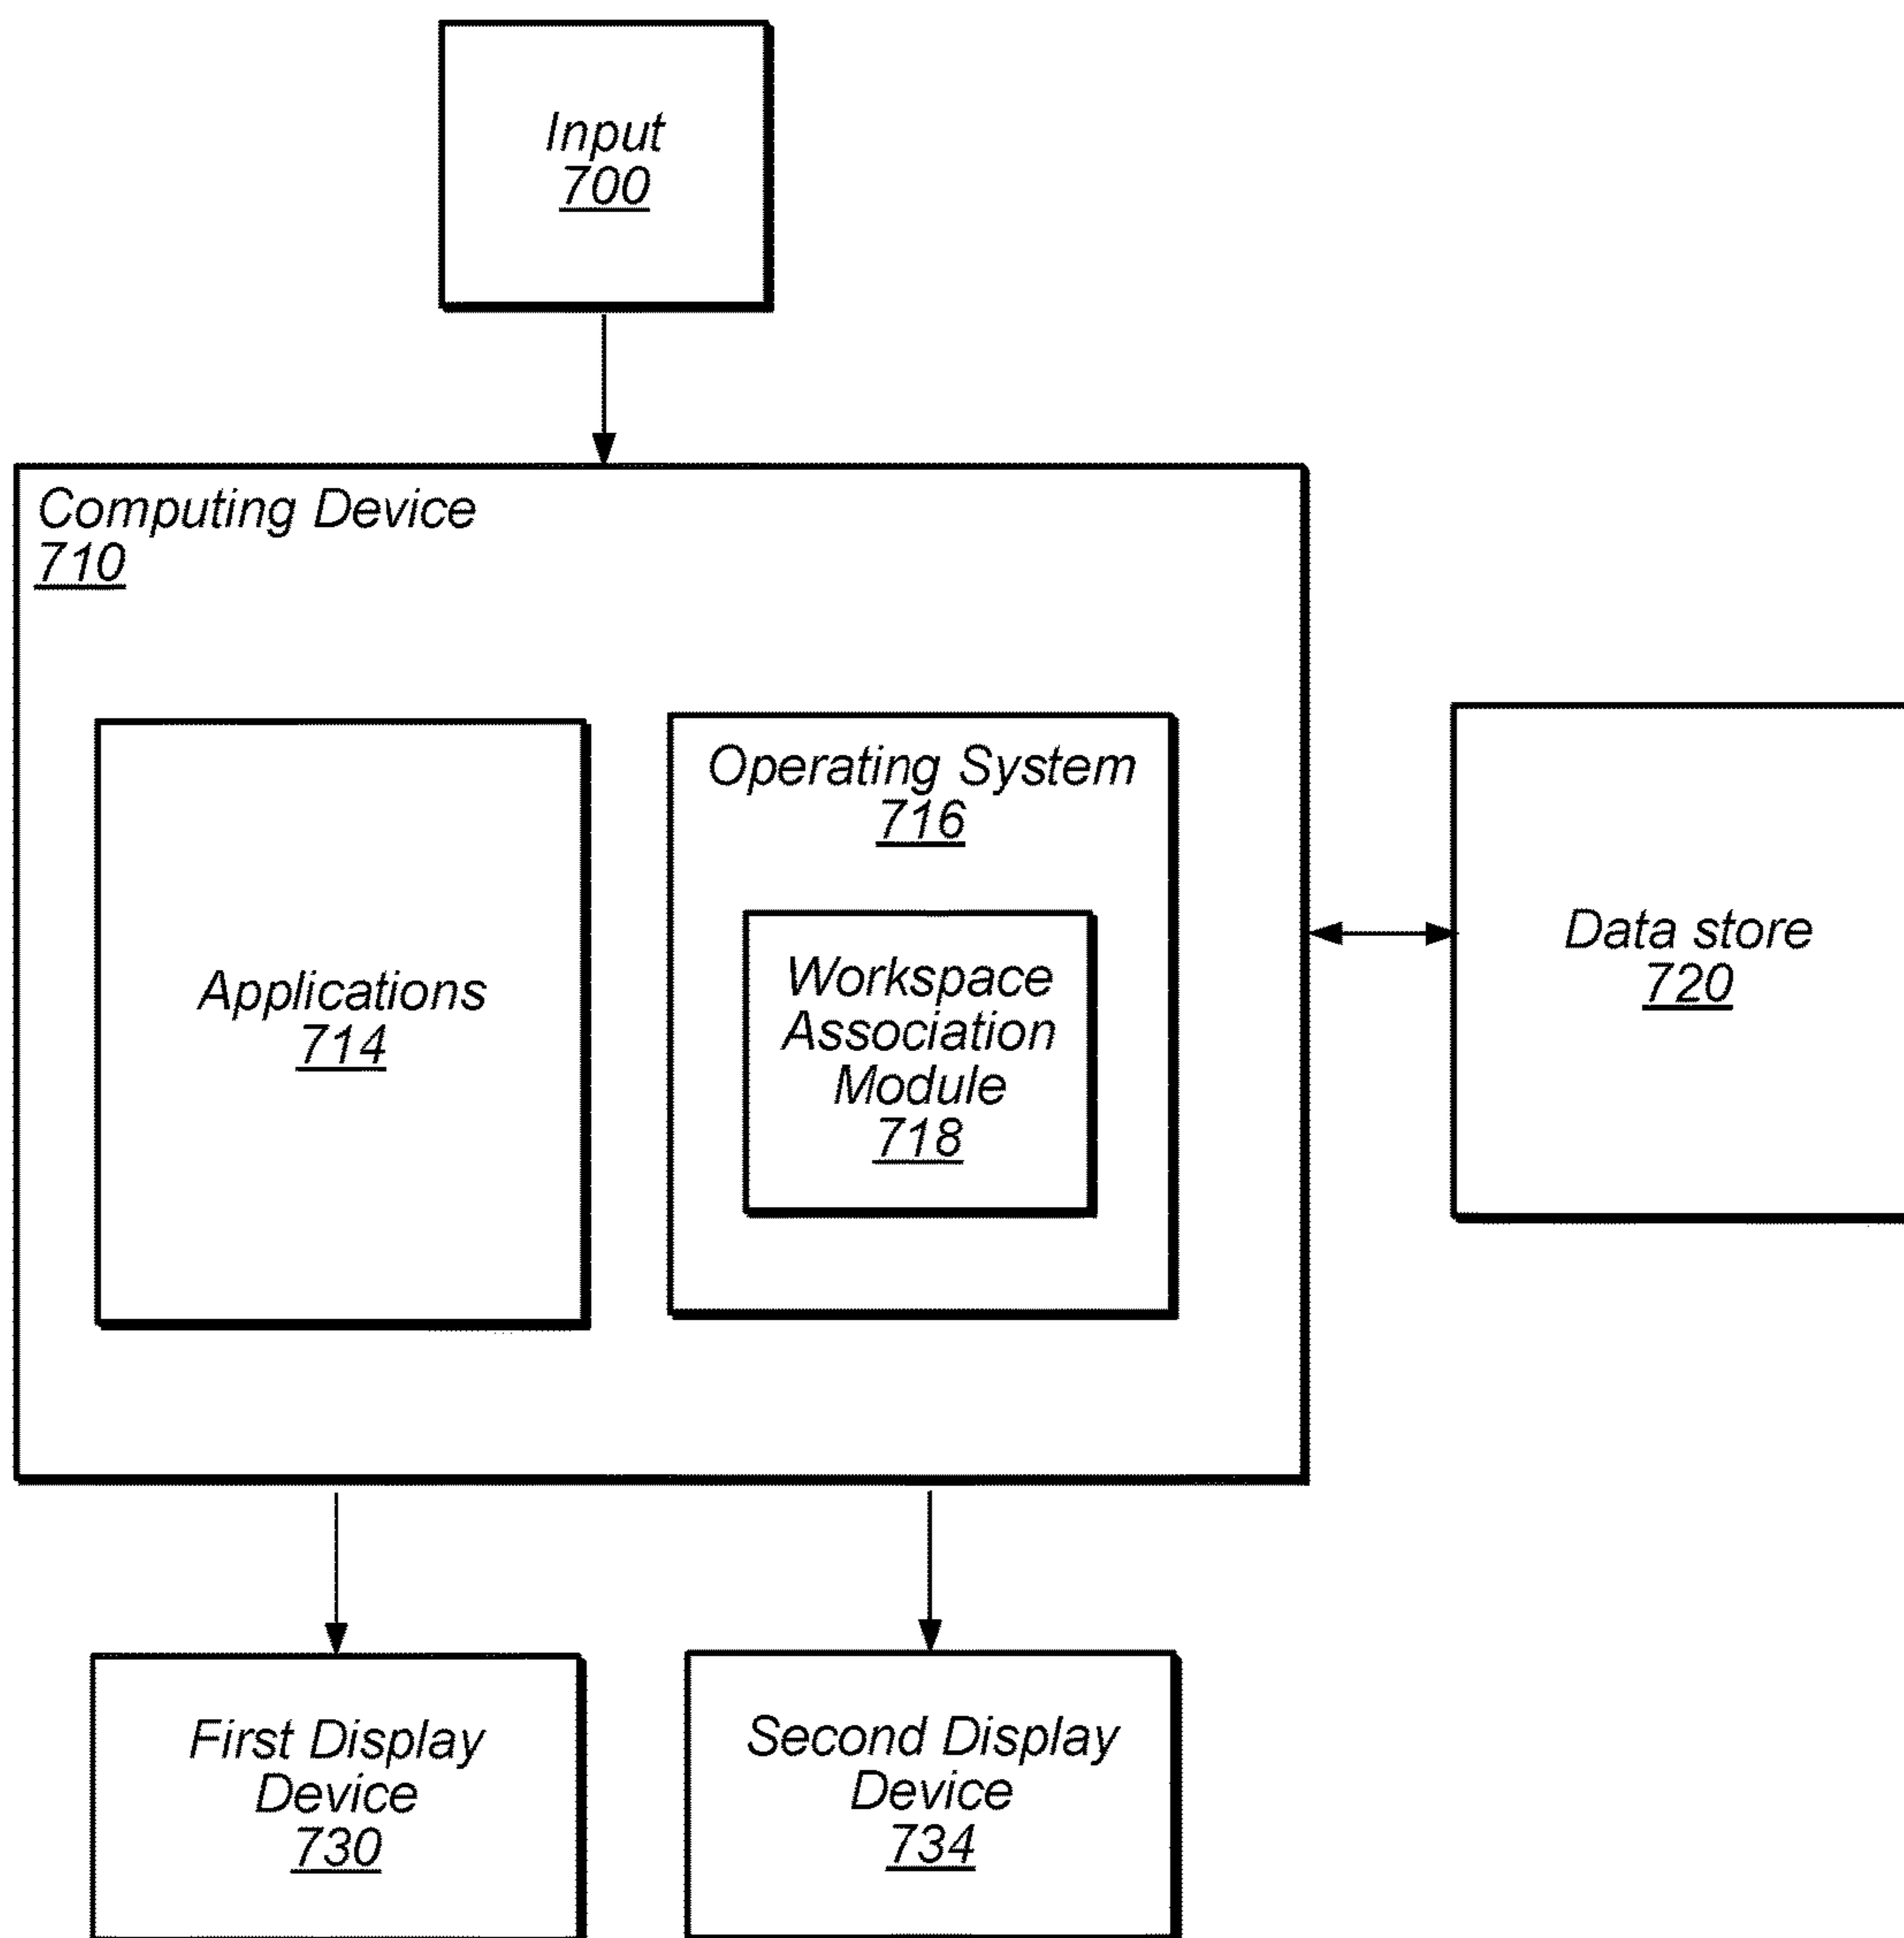 Input
700
Computing Device
710
Operating System
716
Applications
714
Workspace
Association
Module
718
Data store
720
First Display
Device
730
Second Display
Device
734